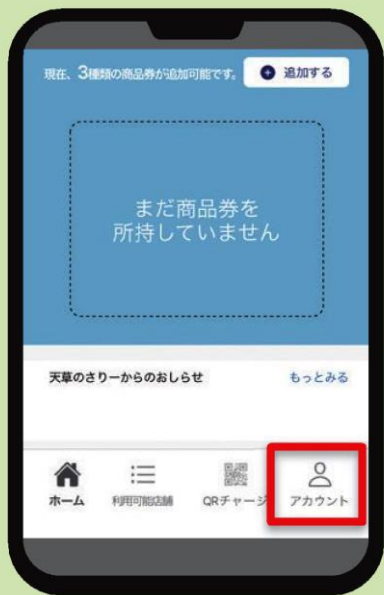 現在、3種類の商品券が追加可能です。 追加する
まだ商品券を
所持していません
天草のさりーからのおしらせ もっとみる
ホーム 利用可能店舗 QRチャージ アカウント